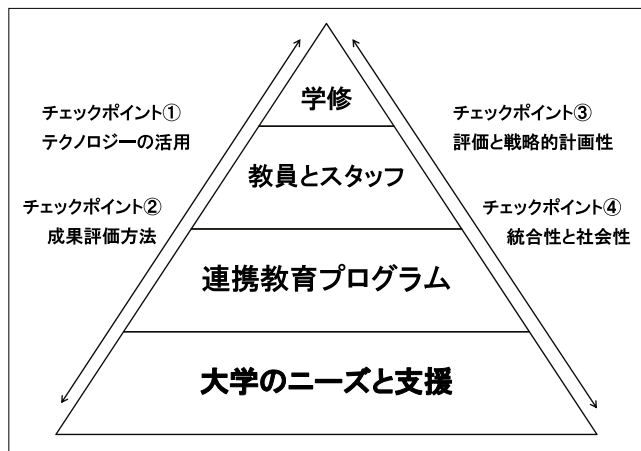 学修
チェックポイント①
テクノロジーの活用
チェックポイント③
評価と戦略的計画性
教員とスタッフ
チェックポイント②
成果評価方法
チェックポイント④
統合性と社会性
連携教育プログラム
大学のニーズと支援